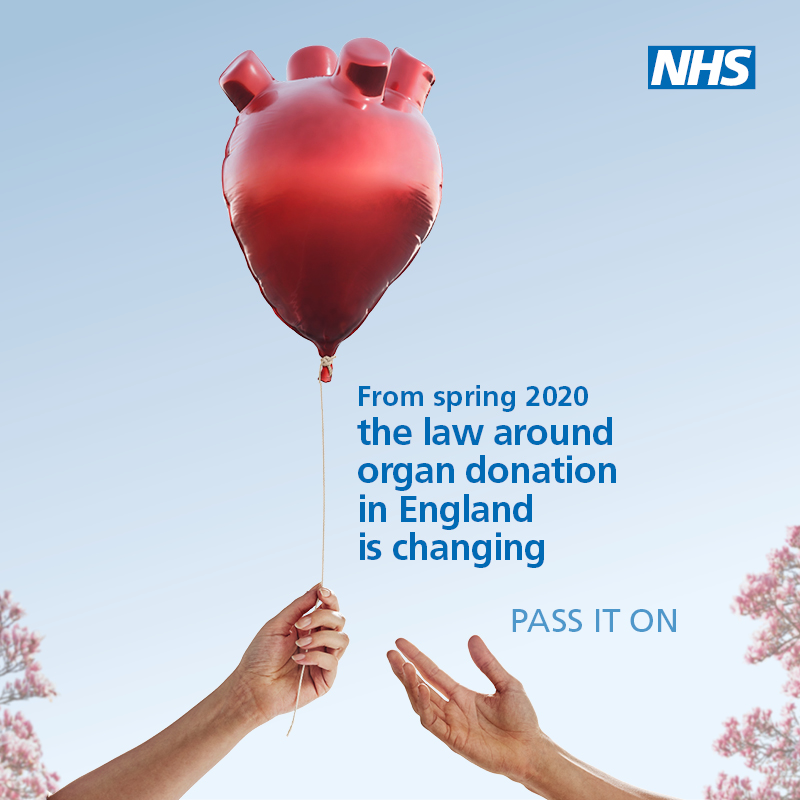 NHS
From spring 2020
the law around
organ donation
in England
is changing
PASS IT ON